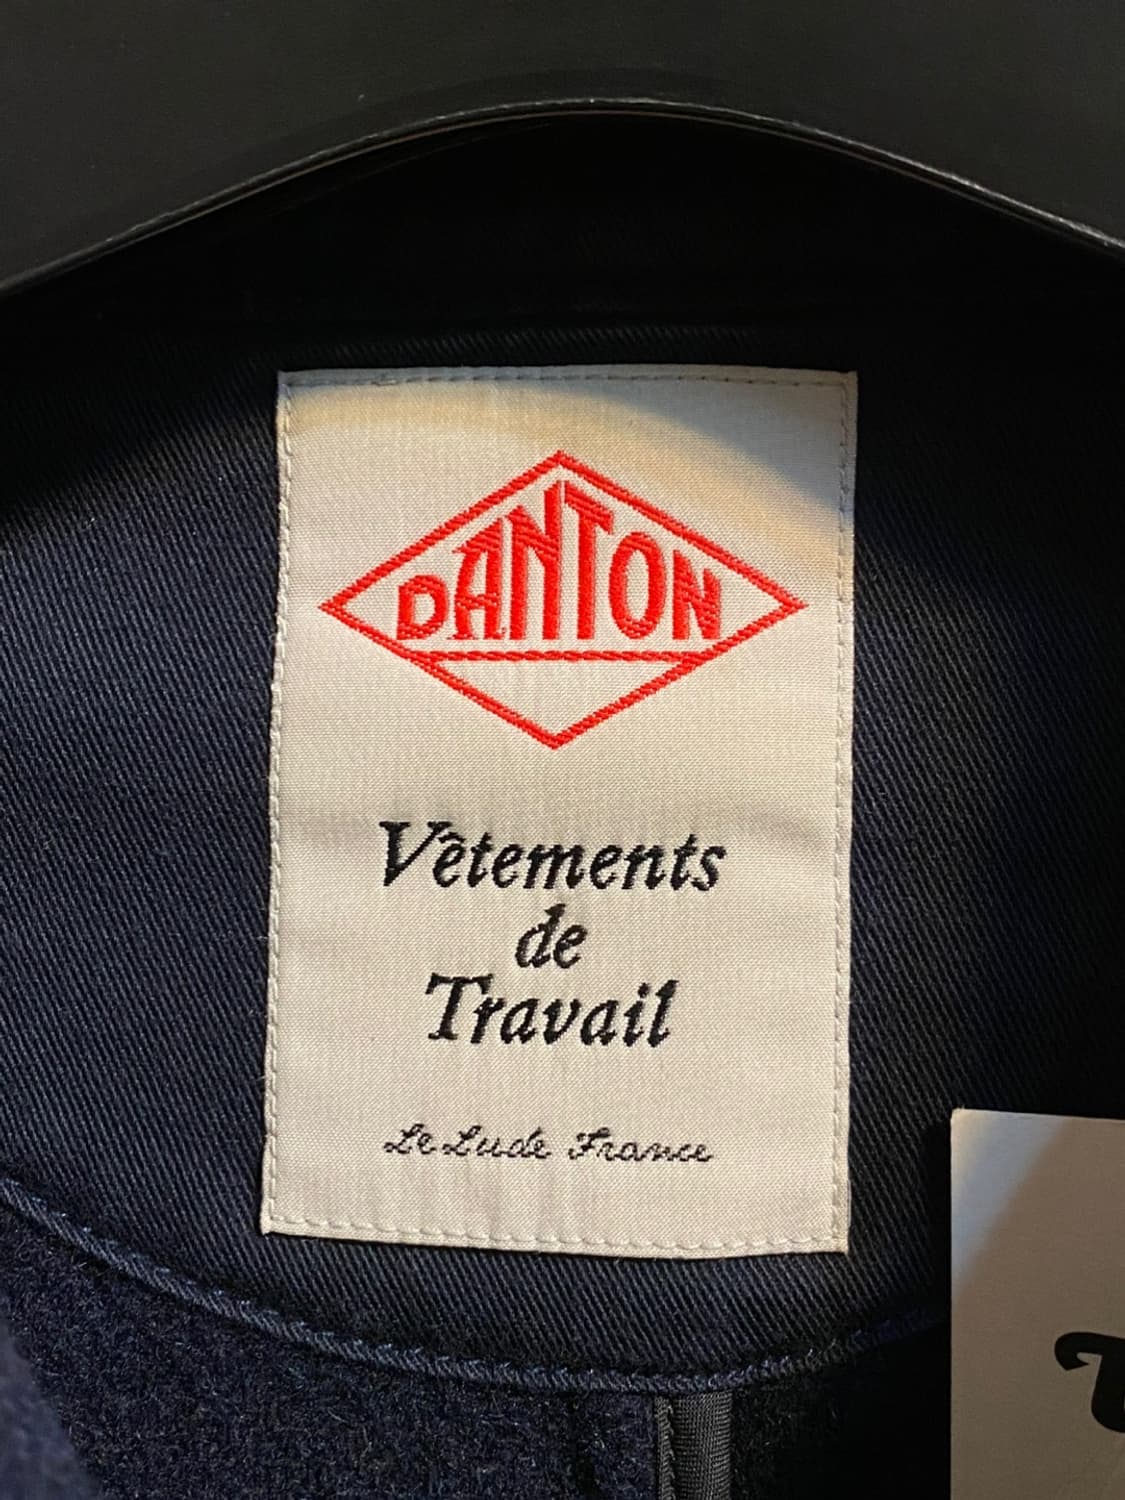 DANTON
Vêtements
de
Travail
Le Lude France